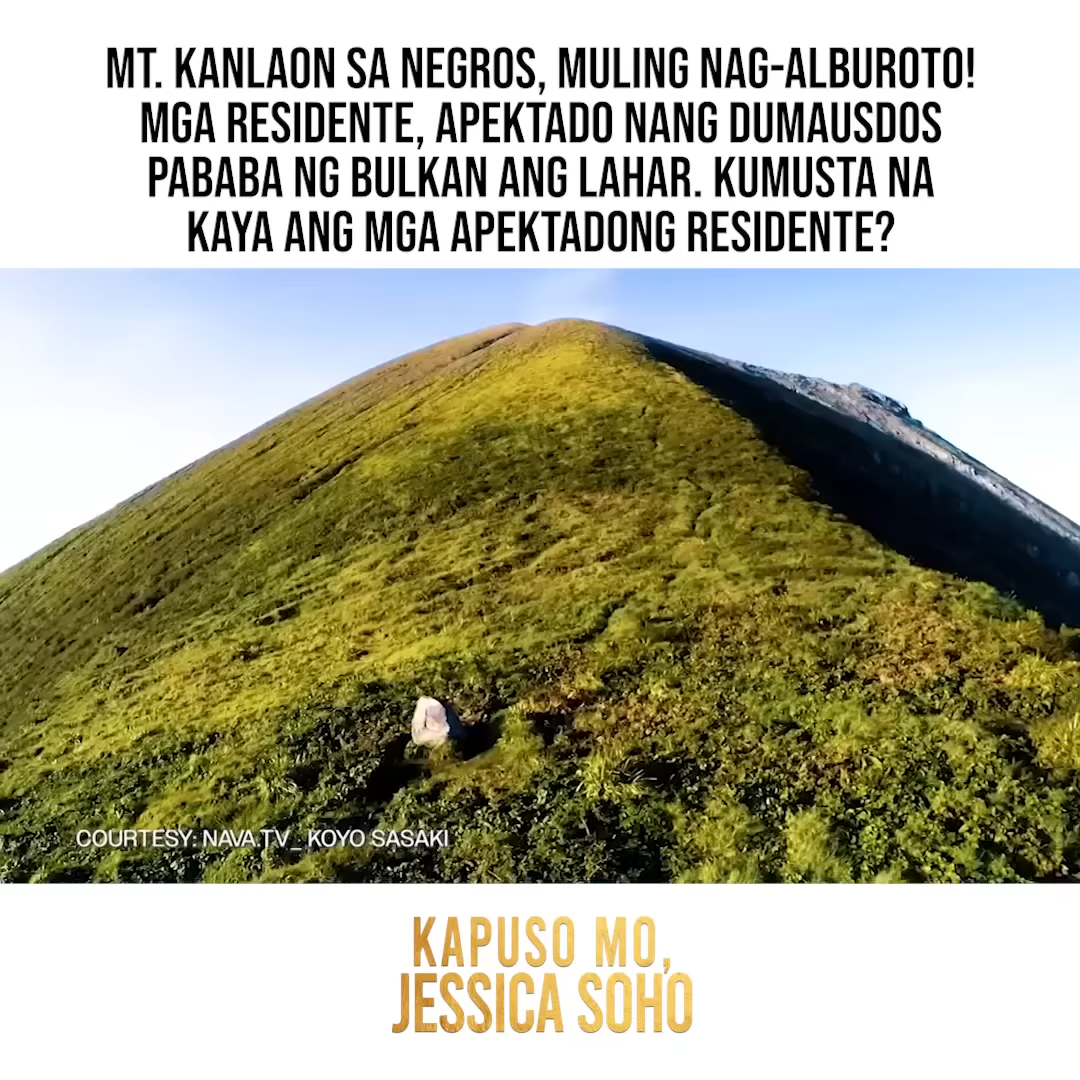 MT. KANLAON SA NEGROS, MULING NAG-ALBUROTO!
MGA RESIDENTE, APEKTADO NANG DUMAUSDOS
PABABA NG BULKAN ANG LAHAR. KUMUSTA NA
KAYA ANG MGA APEKTADONG RESIDENTE?
COURTESY: NAVA.TV_ KOYO SASAKI
KAPUSO MO,
JESSICA SOHO